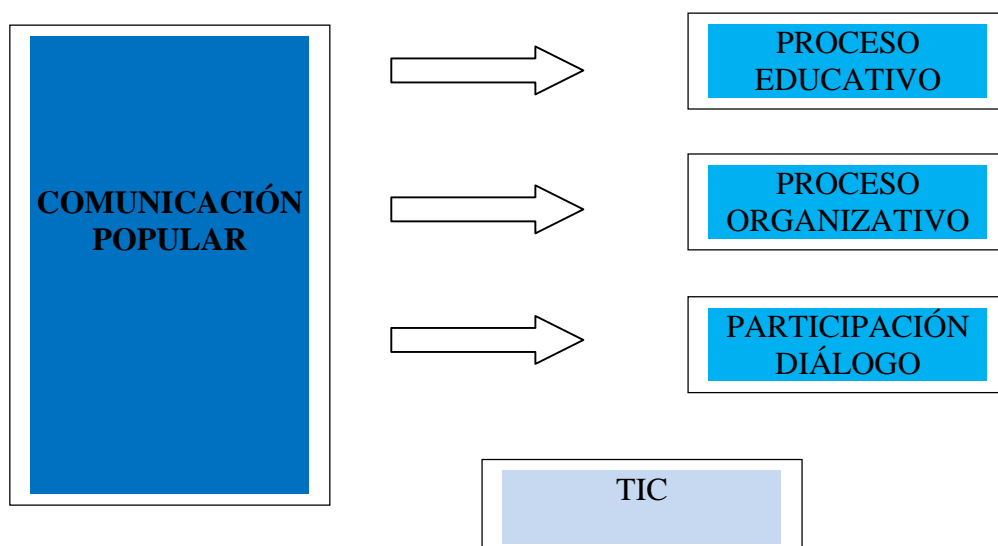 COMUNICACIÓN
POPULAR
PROCESO
EDUCATIVO
PROCESO
ORGANIZATIVO
PARTICIPACIÓN
DIÁLOGO
TIC